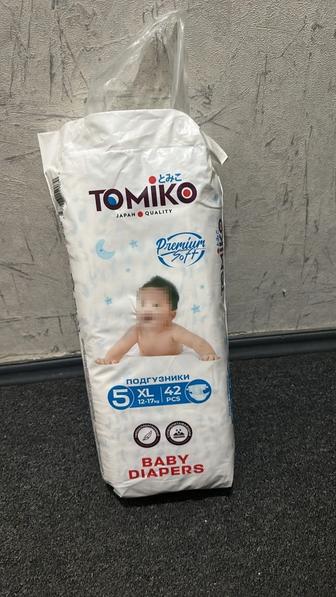 とみこ
TOMIKO
JAPAN QUALITY
Premium
Soft
ПОДГУЗНИКИ
5 XL 42
12-17kg PCS
BABY
DIAPERS